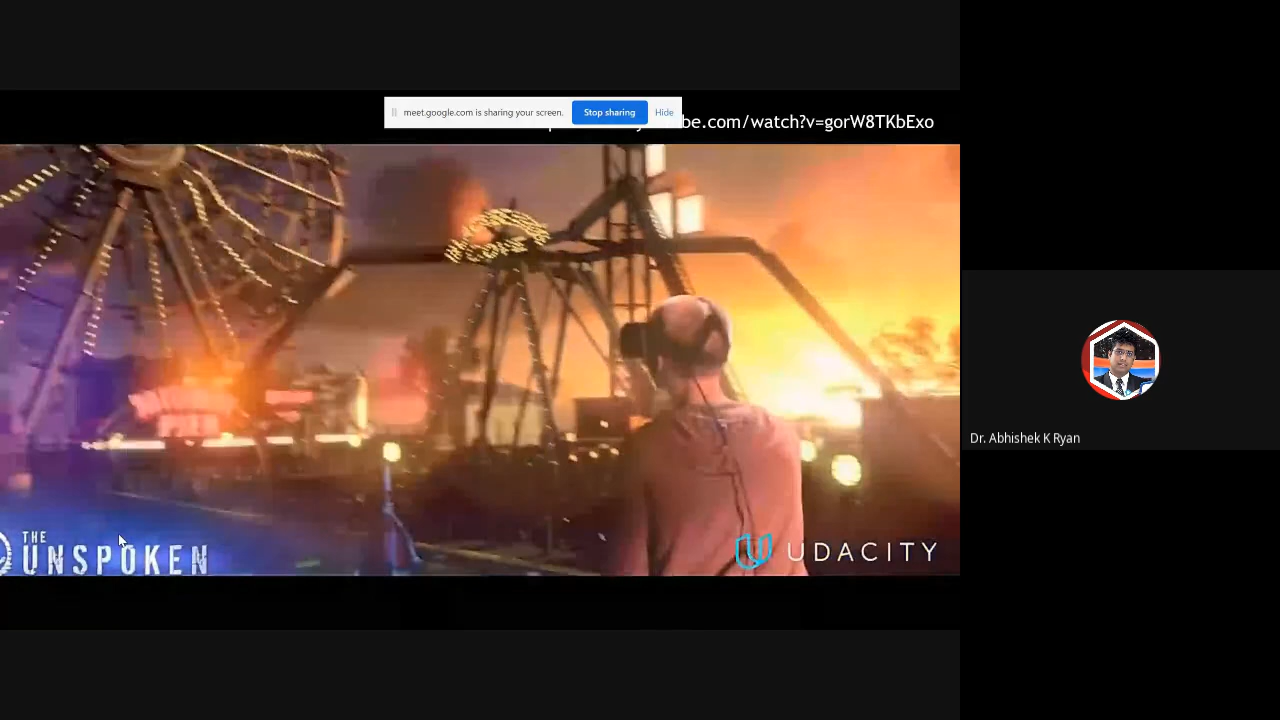 meet.google.com is sharing your screen. Stop sharing Hide
be.com/watch?v=gorW8TKbExo
Dr. Abhishek K Ryan
THE
UNSPOKEN
UDACITY